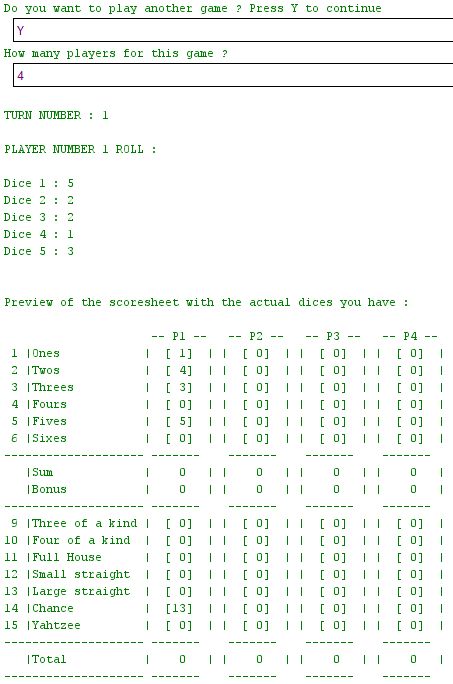 Do you want to play another game ? Press Y to continue
Y
How many players for this game ?
4
TURN NUMBER : 1
PLAYER NUMBER 1 ROLL :
Dice 1 : 5
Dice 2 : 2
Dice 3 : 2
Dice 4 : 1
Dice 5 : 3
Preview of the scoresheet with the actual dices you have :
-- P1 -- -- P2 -- -- P3 -- -- P4 --
1 |Ones | [ 1] | | [ 0] | | [ 0] | | [ 0] |
2 |Twos | [ 4] | | [ 0] | | [ 0] | | [ 0] |
3 |Threes | [ 3] | | [ 0] | | [ 0] | | [ 0] |
4 |Fours | [ 0] | | [ 0] | | [ 0] | | [ 0] |
5 |Fives | [ 5] | | [ 0] | | [ 0] | | [ 0] |
6 |Sixes | [ 0] | | [ 0] | | [ 0] | | [ 0] |
-------------------- ------- ------- ------- -------
|Sum | 0 | | 0 | | 0 | | 0 |
|Bonus | 0 | | 0 | | 0 | | 0 |
-------------------- ------- ------- ------- -------
9 |Three of a kind | [ 0] | | [ 0] | | [ 0] | | [ 0] |
10 |Four of a kind | [ 0] | | [ 0] | | [ 0] | | [ 0] |
11 |Full House | [ 0] | | [ 0] | | [ 0] | | [ 0] |
12 |Small straight | [ 0] | | [ 0] | | [ 0] | | [ 0] |
13 |Large straight | [ 0] | | [ 0] | | [ 0] | | [ 0] |
14 |Chance | [13] | | [ 0] | | [ 0] | | [ 0] |
15 |Yahtzee | [ 0] | | [ 0] | | [ 0] | | [ 0] |
-------------------- ------- ------- ------- -------
|Total | 0 | | 0 | | 0 | | 0 |
-------------------- ------- ------- ------- -------